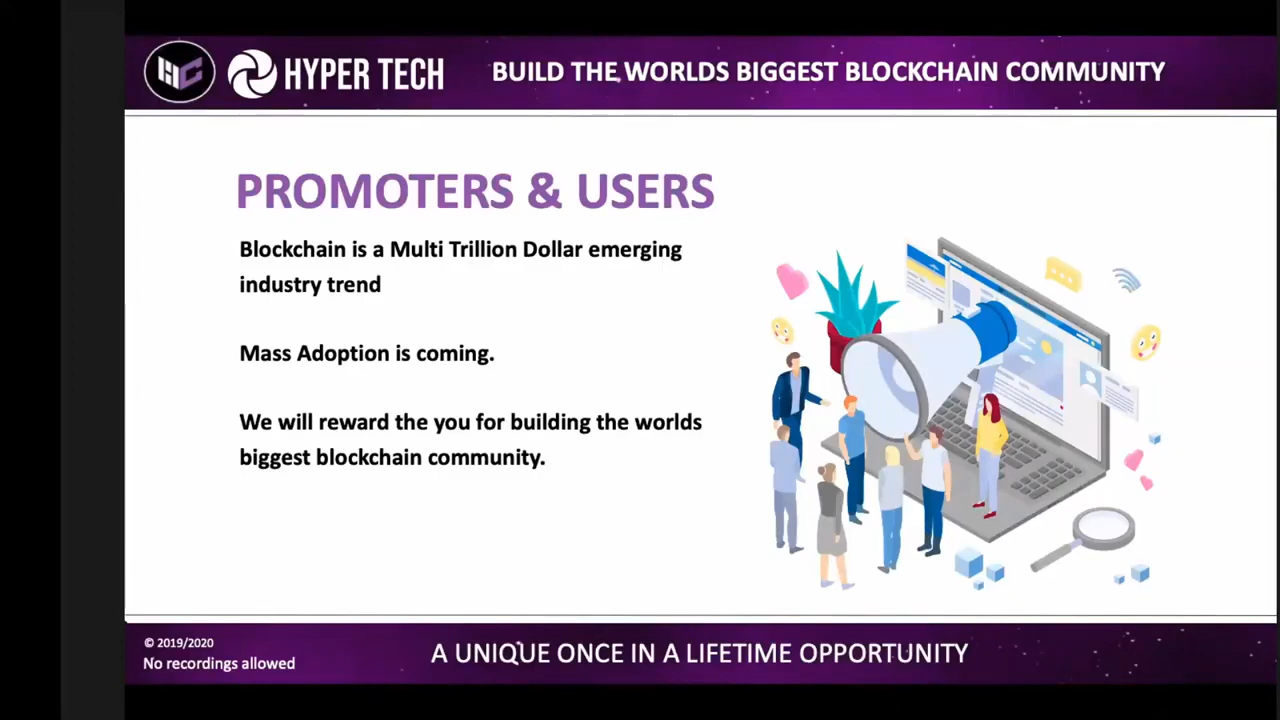 HC HYPER TECH BUILD THE WORLDS BIGGEST BLOCKCHAIN COMMUNITY
PROMOTERS & USERS
Blockchain is a Multi Trillion Dollar emerging
industry trend
Mass Adoption is coming.
We will reward the you for building the worlds
biggest blockchain community.
© 2019/2020
No recordings allowed
A UNIQUE ONCE IN A LIFETIME OPPORTUNITY